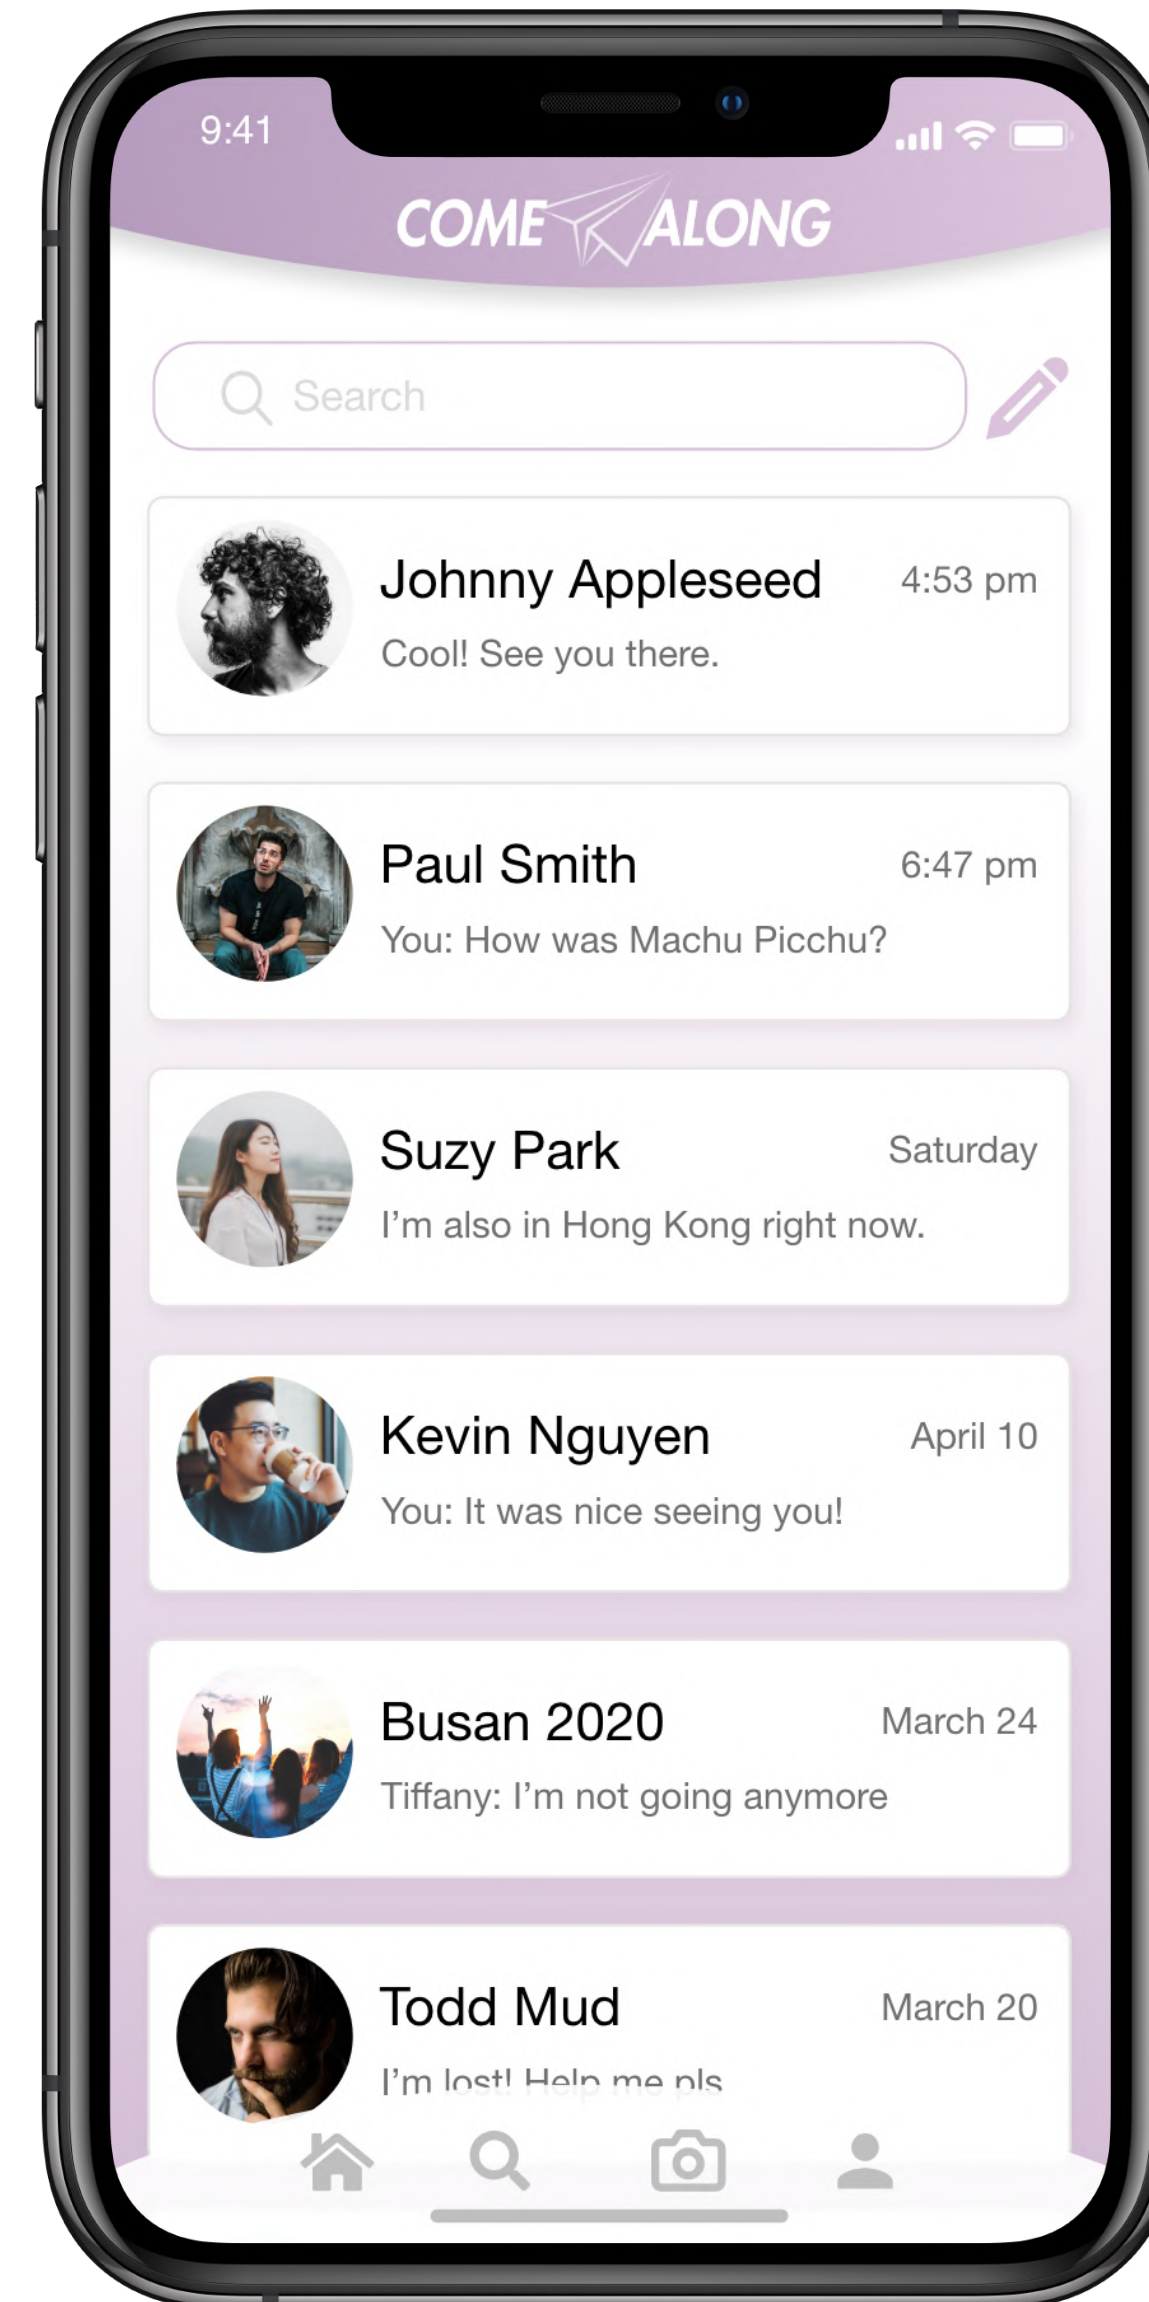 9:41
COME ALONG
Search
Johnny Appleseed 4:53 pm
Cool! See you there.
Paul Smith 6:47 pm
You: How was Machu Picchu?
Suzy Park Saturday
I'm also in Hong Kong right now.
Kevin Nguyen April 10
You: It was nice seeing you!
Busan 2020 March 24
Tiffany: I'm not going anymore
Todd Mud March 20
I'm lost! Help me pls